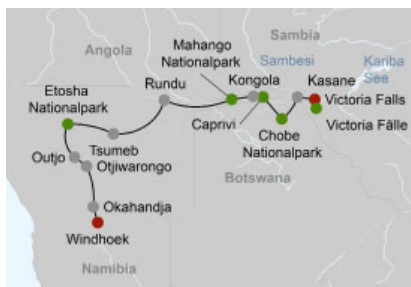 Sambia
Angola
Mahango
Nationalpark
Sambesi
Kariba
See
Etosha
Nationalpark
Rundu
Kongola
Kasane
Victoria Falls
Caprivi
Victoria Fälle
Tsumeb
Chobe
Nationalpark
Outjo
Otjiwarongo
Botswana
Okahandja
Windhoek
Namibia